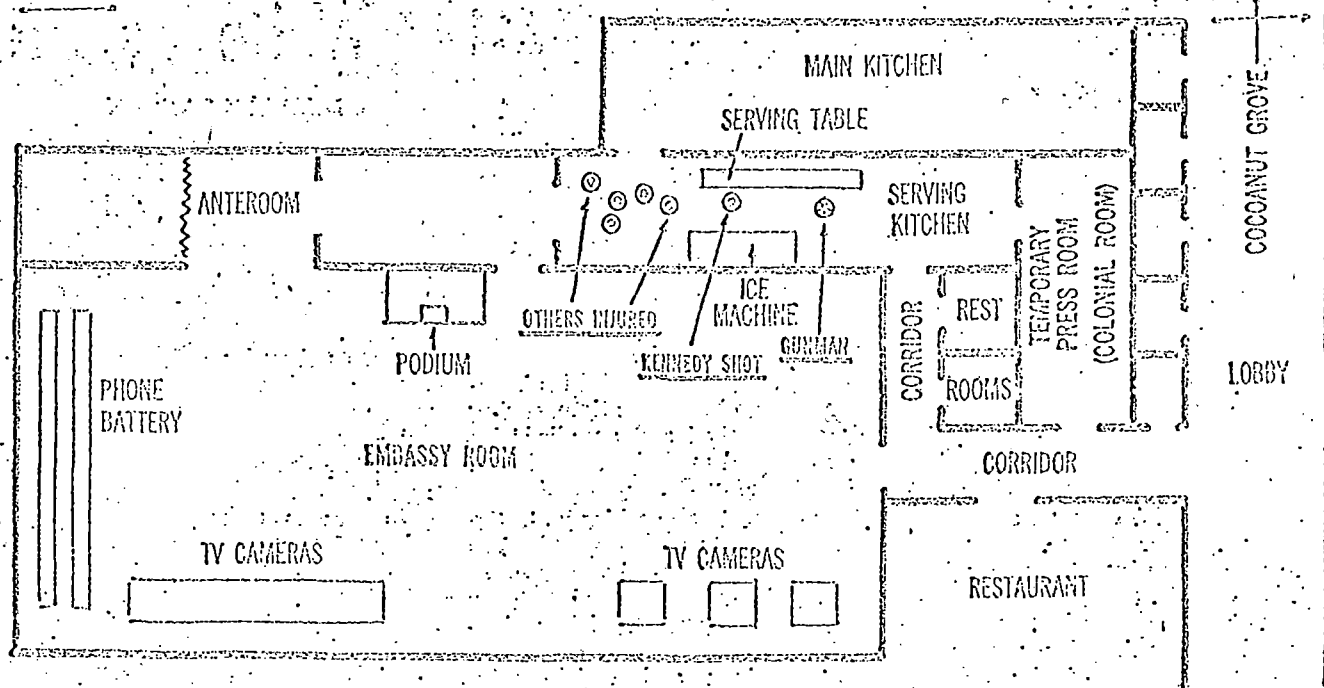 MAIN KITCHEN
COCOANUT GROVE
SERVING TABLE
ANTEROOM
SERVING
KITCHEN
TEMPORARY
PRESS ROOM
(COLONIAL ROOM)
ICE
MACHINE
OTHERS INJURED
KENNEDY SHOT
GUNMAN
CORRIDOR
REST
ROOMS
PODIUM
PHONE
BATTERY
LOBBY
EMBASSY ROOM
CORRIDOR
TV CAMERAS
TV CAMERAS
RESTAURANT